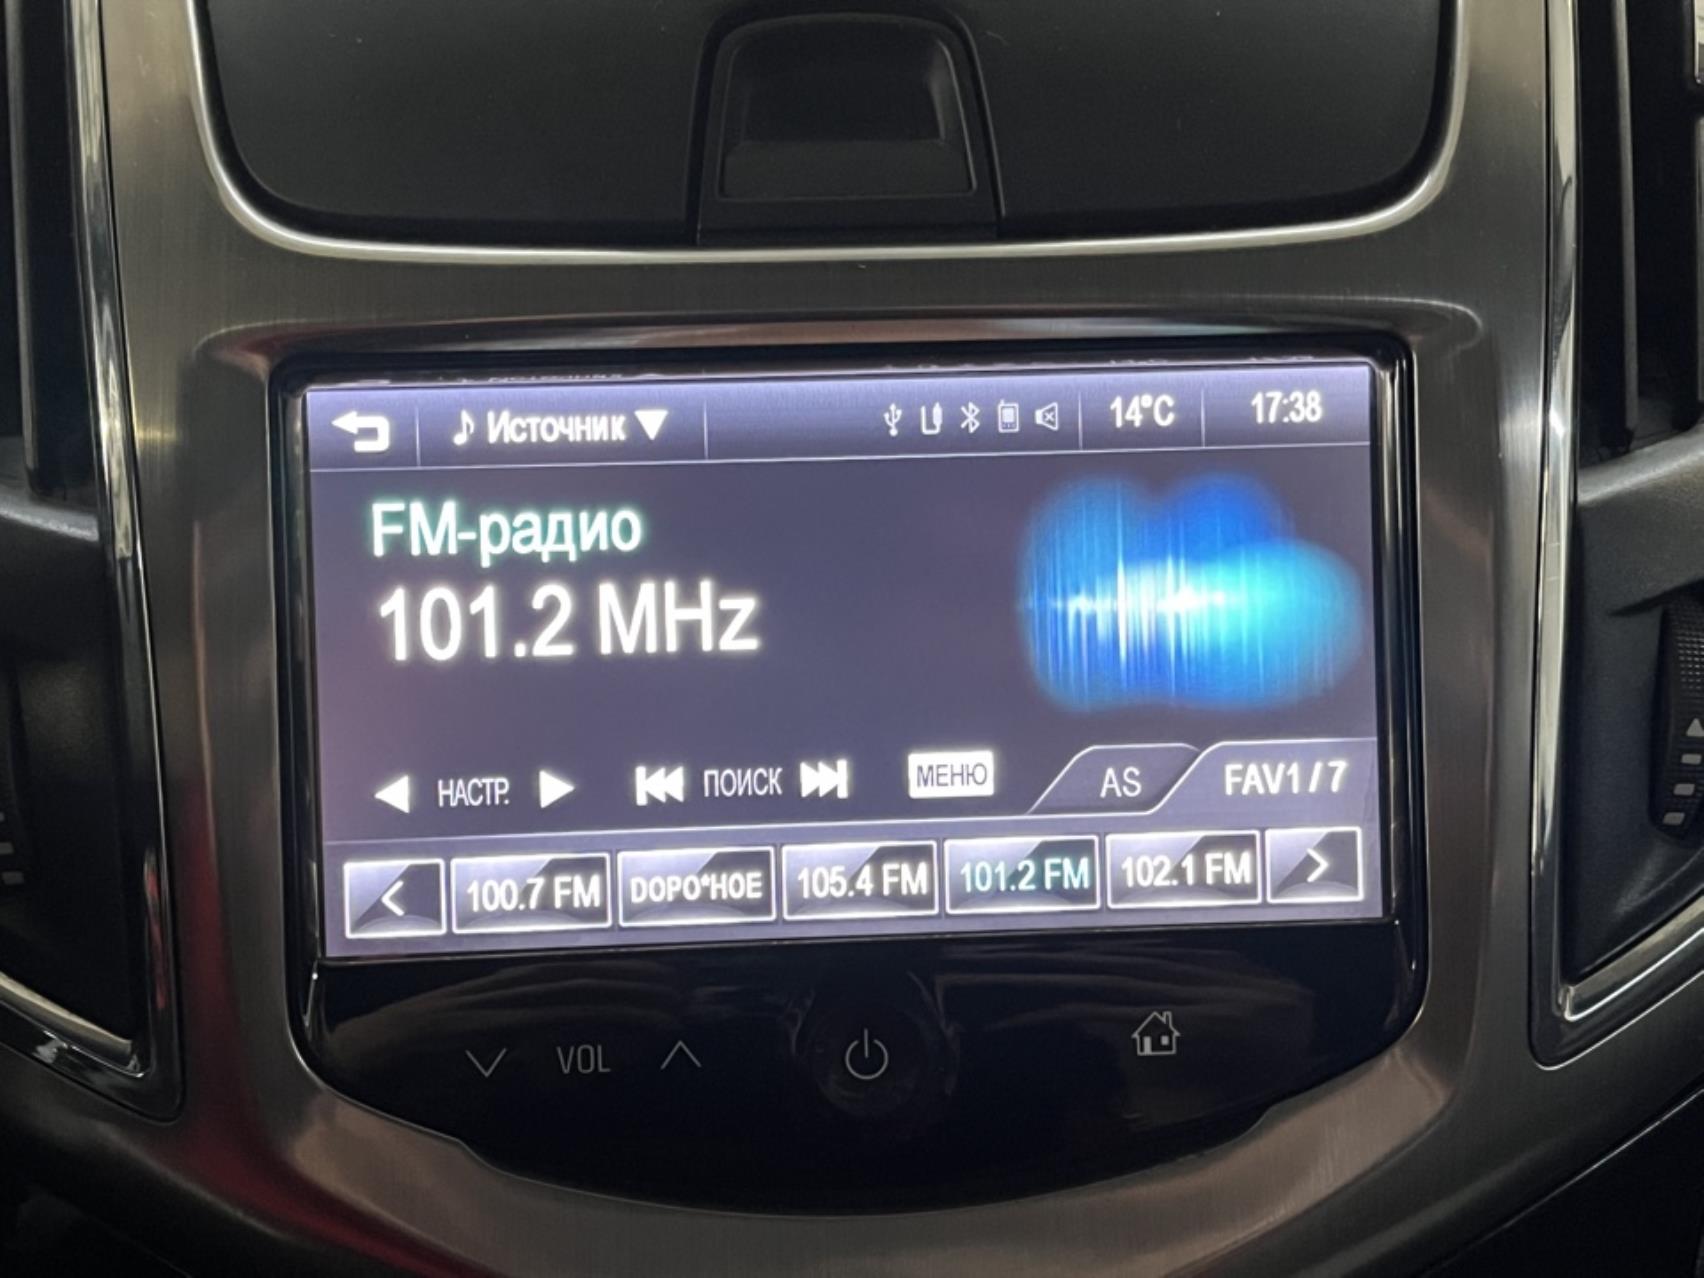 Источник 14°C 17:38
FM-радио
101.2 MHz
НАСТР. ПОИСК МЕНЮ AS FAV1/7
100.7 FM DOPO*HOE 105.4 FM 101.2 FM 102.1 FM
VOL